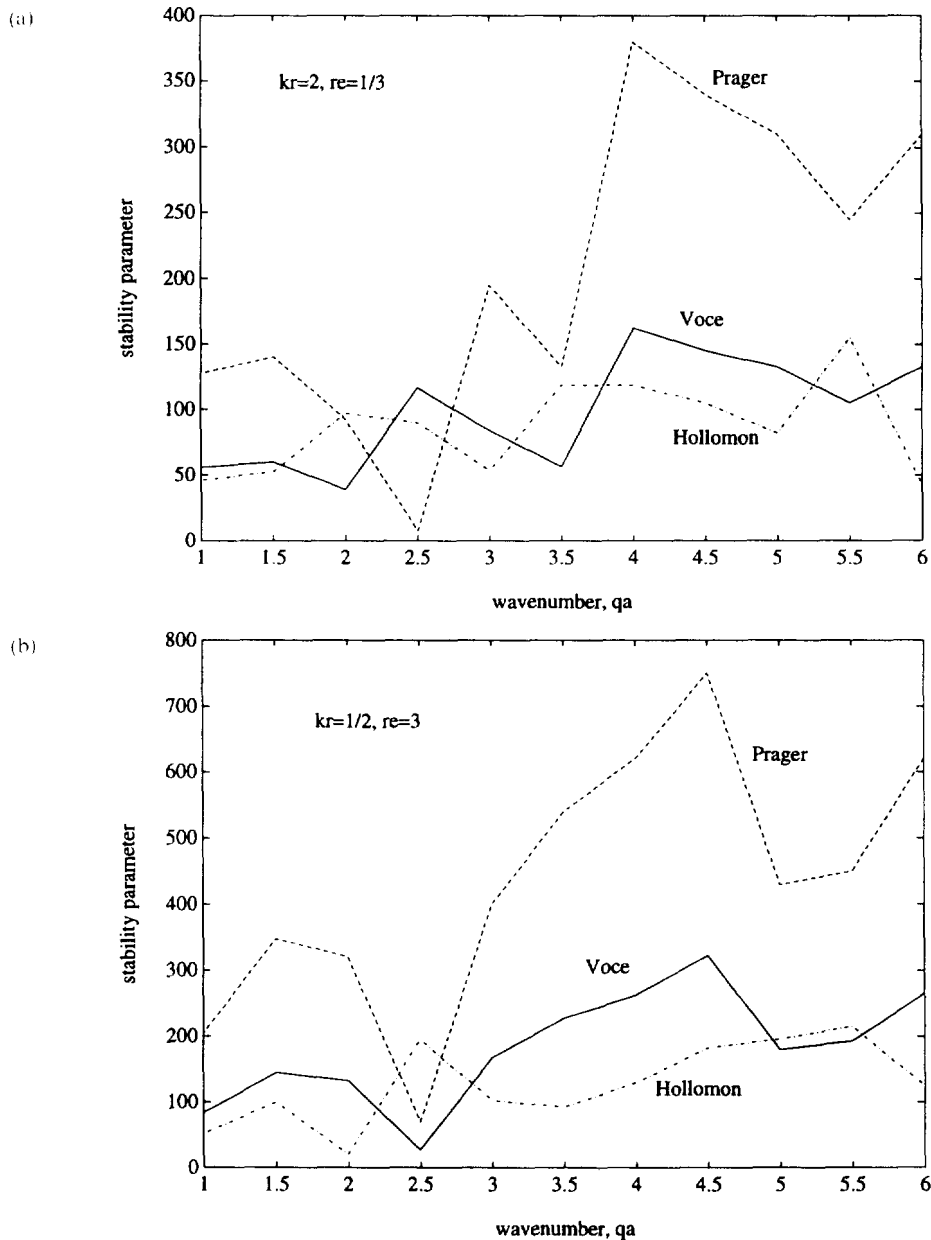 (a)
400
350
300
250
200
150
100
50
0
stability parameter
kr=2, re=1/3
Prager
Voce
Hollomon
1 1.5 2 2.5 3 3.5 4 4.5 5 5.5 6
wavenumber, qa
(b)
800
700
600
500
400
300
200
100
0
stability parameter
kr=1/2, re=3
Prager
Voce
Hollomon
1 1.5 2 2.5 3 3.5 4 4.5 5 5.5 6
wavenumber, qa